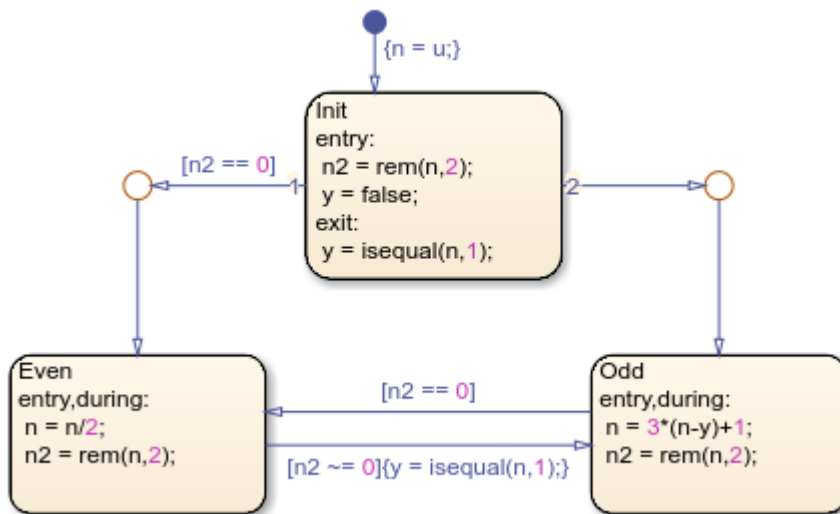 {n = u;}
Init
entry:
n2 = rem(n,2);
y = false;
exit:
y = isequal(n,1);
[n2 == 0]
1
2
Even
entry,during:
n = n/2;
n2 = rem(n,2);
[n2 == 0]
[n2 ~= 0]{y = isequal(n,1);}
Odd
entry,during:
n = 3*(n-y)+1;
n2 = rem(n,2);